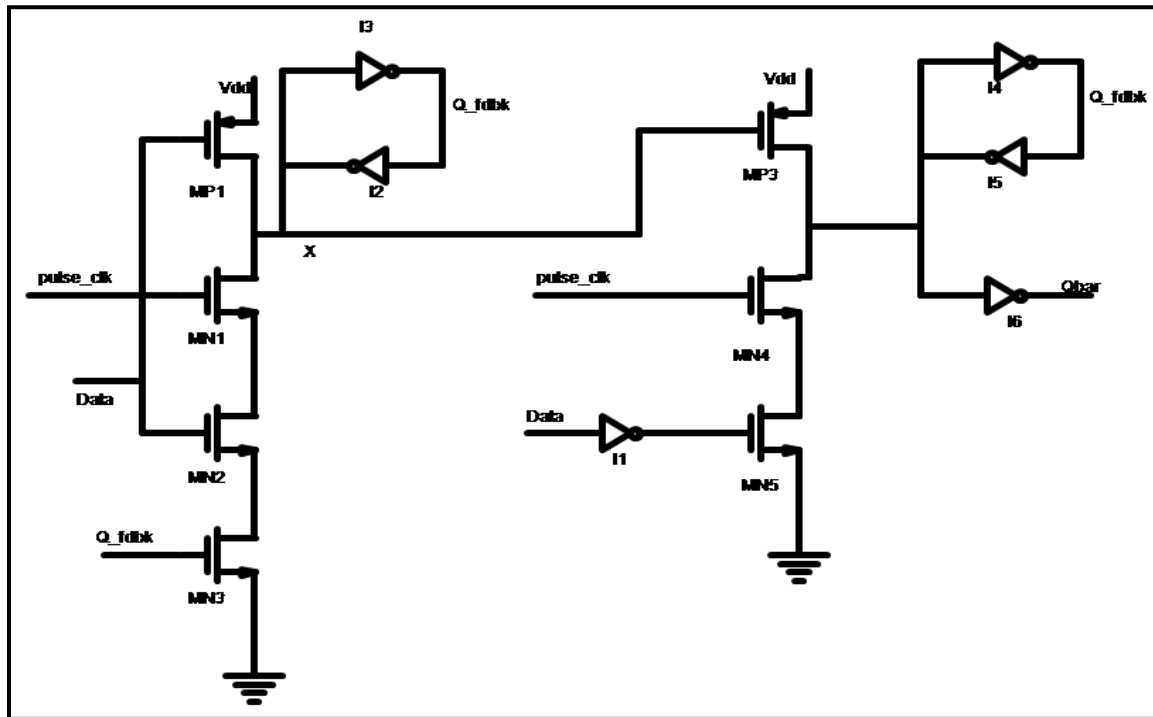 I3
Vdd
Q_fdbk
MP1
I2
X
pulse_clk
MN1
Data
MN2
Q_fdbk
MN3
Vdd
MP3
I4
Q_fdbk
I5
pulse_clk
Qbar
I6
MN4
Data
I1
MN5